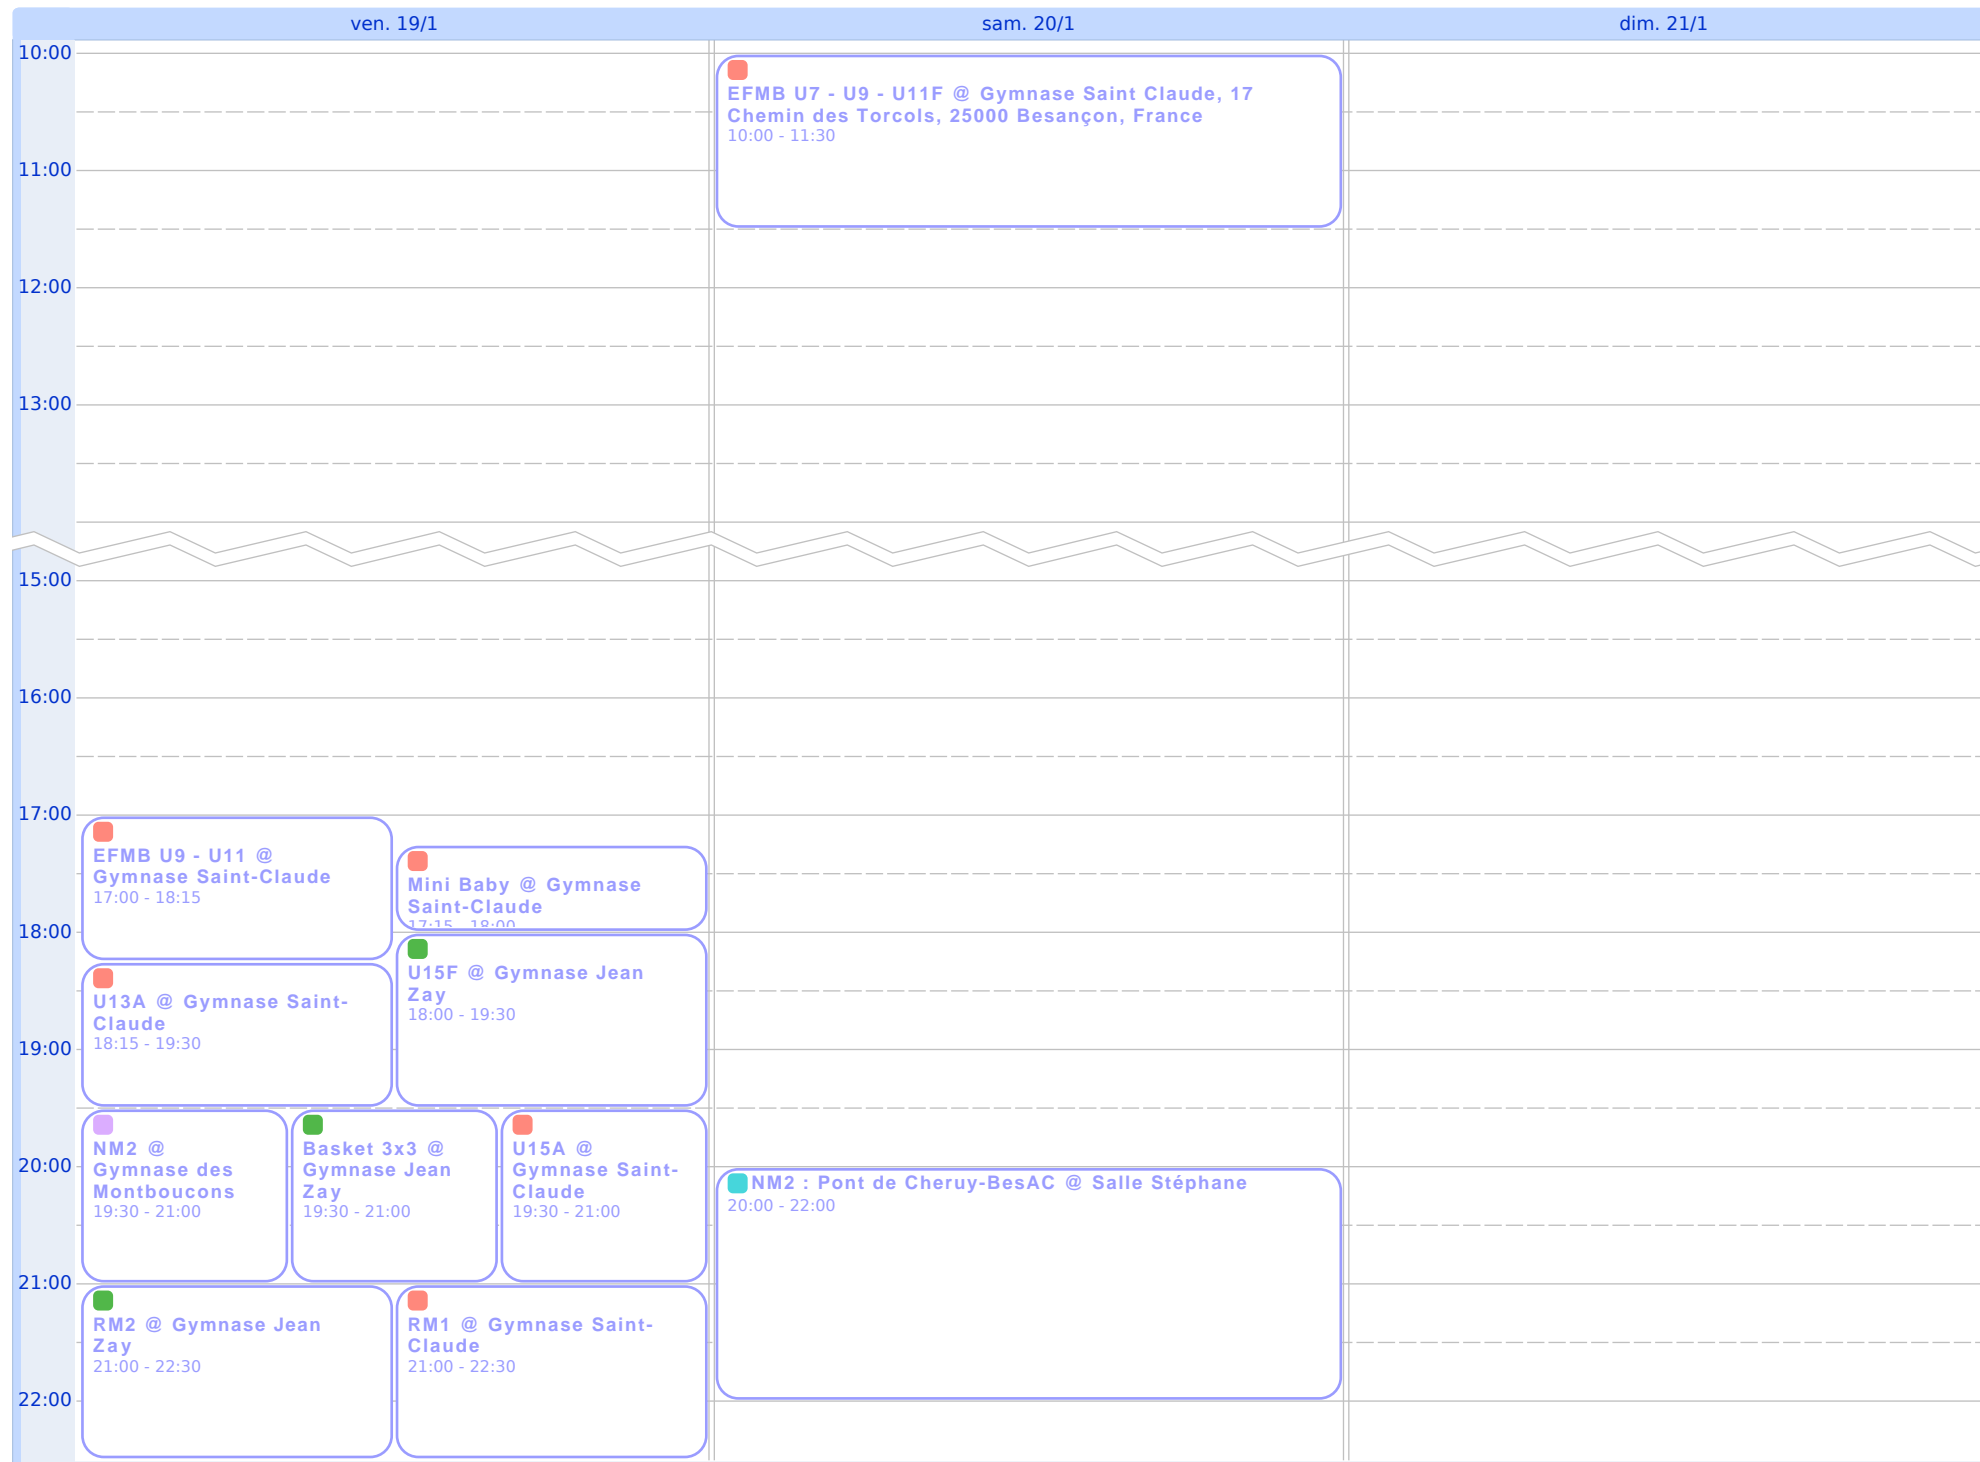 ven. 19/1
sam. 20/1
dim. 21/1
10:00
EFMB U7 - U9 - U11F @ Gymnase Saint Claude, 17
Chemin des Torcols, 25000 Besançon, France
10:00 - 11:30
11:00
12:00
13:00
15:00
16:00
17:00
EFMB U9 - U11 @
Gymnase Saint-Claude
17:00 - 18:15
Mini Baby @ Gymnase
Saint-Claude
17:15 - 18:00
18:00
U15F @ Gymnase Jean
Zay
18:00 - 19:30
U13A @ Gymnase Saint-
Claude
18:15 - 19:30
19:00
NM2 @
Gymnase des
Montboucons
19:30 - 21:00
Basket 3x3 @
Gymnase Jean
Zay
19:30 - 21:00
U15A @
Gymnase Saint-
Claude
19:30 - 21:00
20:00
NM2 : Pont de Cheruy-BesAC @ Salle Stéphane
20:00 - 22:00
21:00
RM2 @ Gymnase Jean
Zay
21:00 - 22:30
RM1 @ Gymnase Saint-
Claude
21:00 - 22:30
22:00